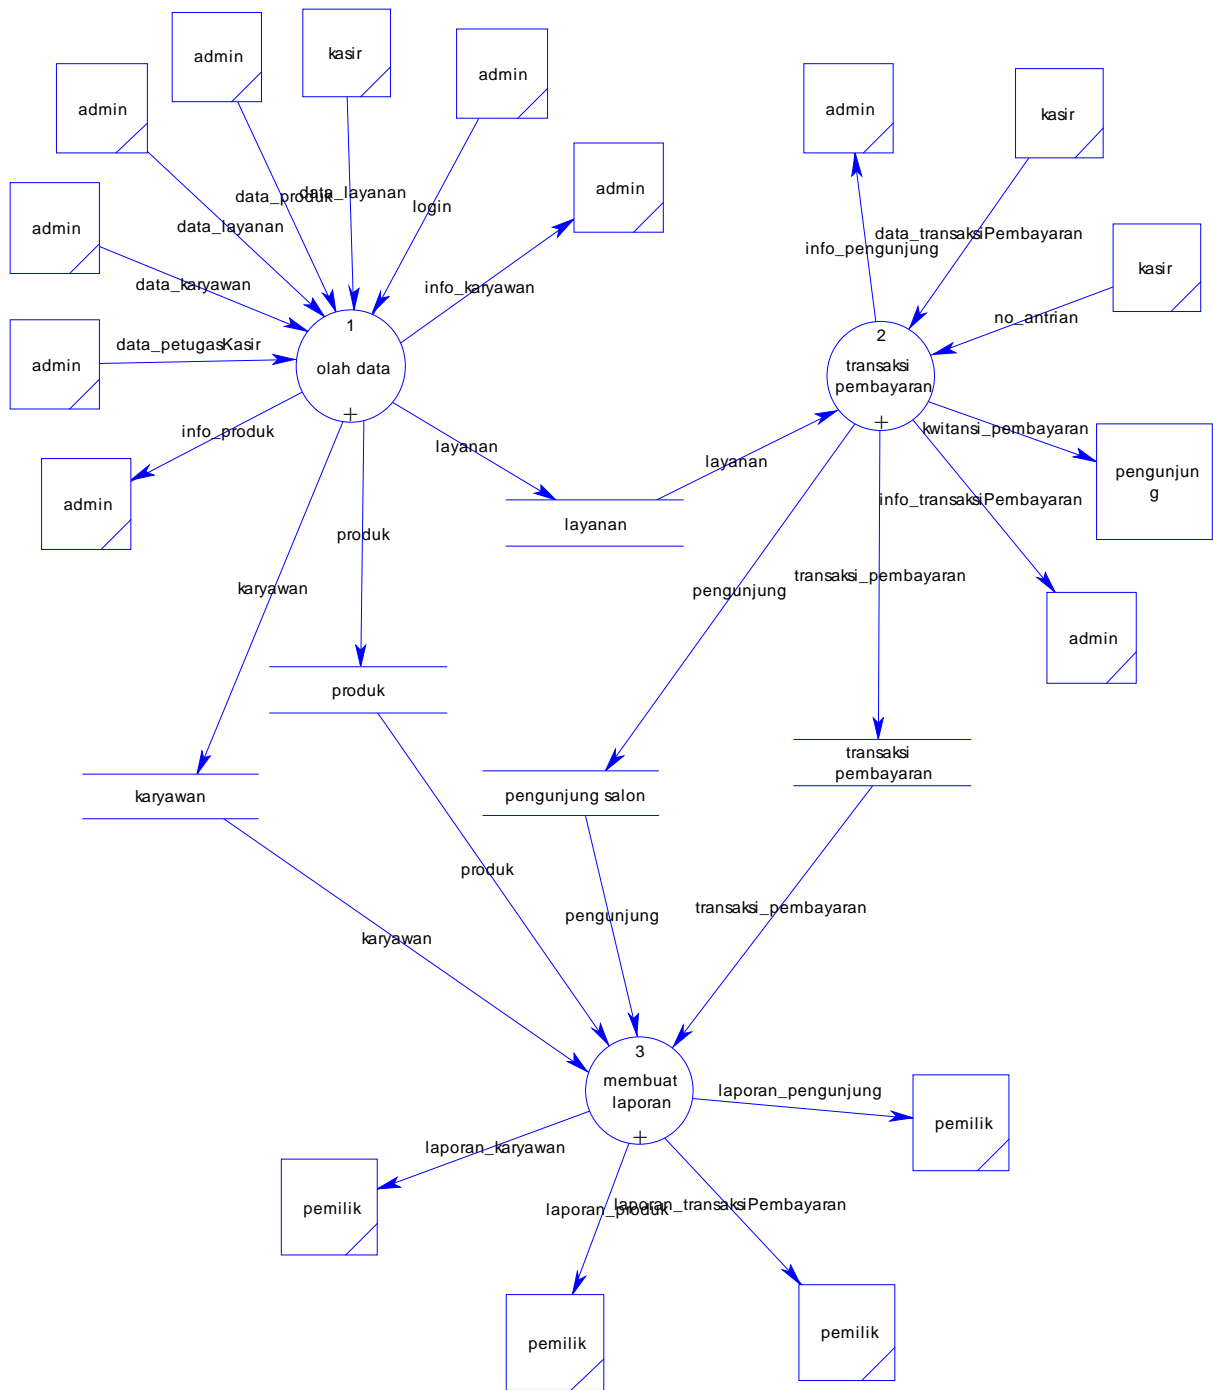 admin
kasir
admin
admin
admin
kasir
admin
admin
data_produk
data_layanan
login
data_layanan
admin
info_pengunjung
data_transaksiPembayaran
kasir
data_karyawan
info_karyawan
no_antrian
1
olah data
2
transaksi
pembayaran
data_petugasKasir
admin
info_produk
layanan
kwitansi_pembayaran
layanan
pengunjun
g
admin
info_transaksiPembayaran
layanan
produk
karyawan
pengunjung
transaksi_pembayaran
admin
produk
transaksi
pembayaran
karyawan
pengunjung salon
produk
pengunjung
transaksi_pembayaran
karyawan
3
membuat
laporan
laporan_pengunjung
pemilik
laporan_karyawan
pemilik
laporan_produk
laporan_transaksiPembayaran
pemilik
pemilik